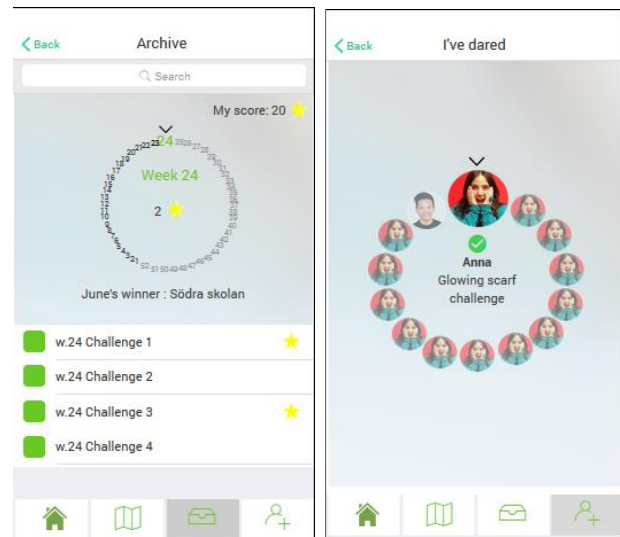 Back
Archive
Search
My score: 20
24
Week 24
2
June's winner : Södra skolan
w.24 Challenge 1
w.24 Challenge 2
w.24 Challenge 3
w.24 Challenge 4
Back
I've dared
Anna
Glowing scarf
challenge